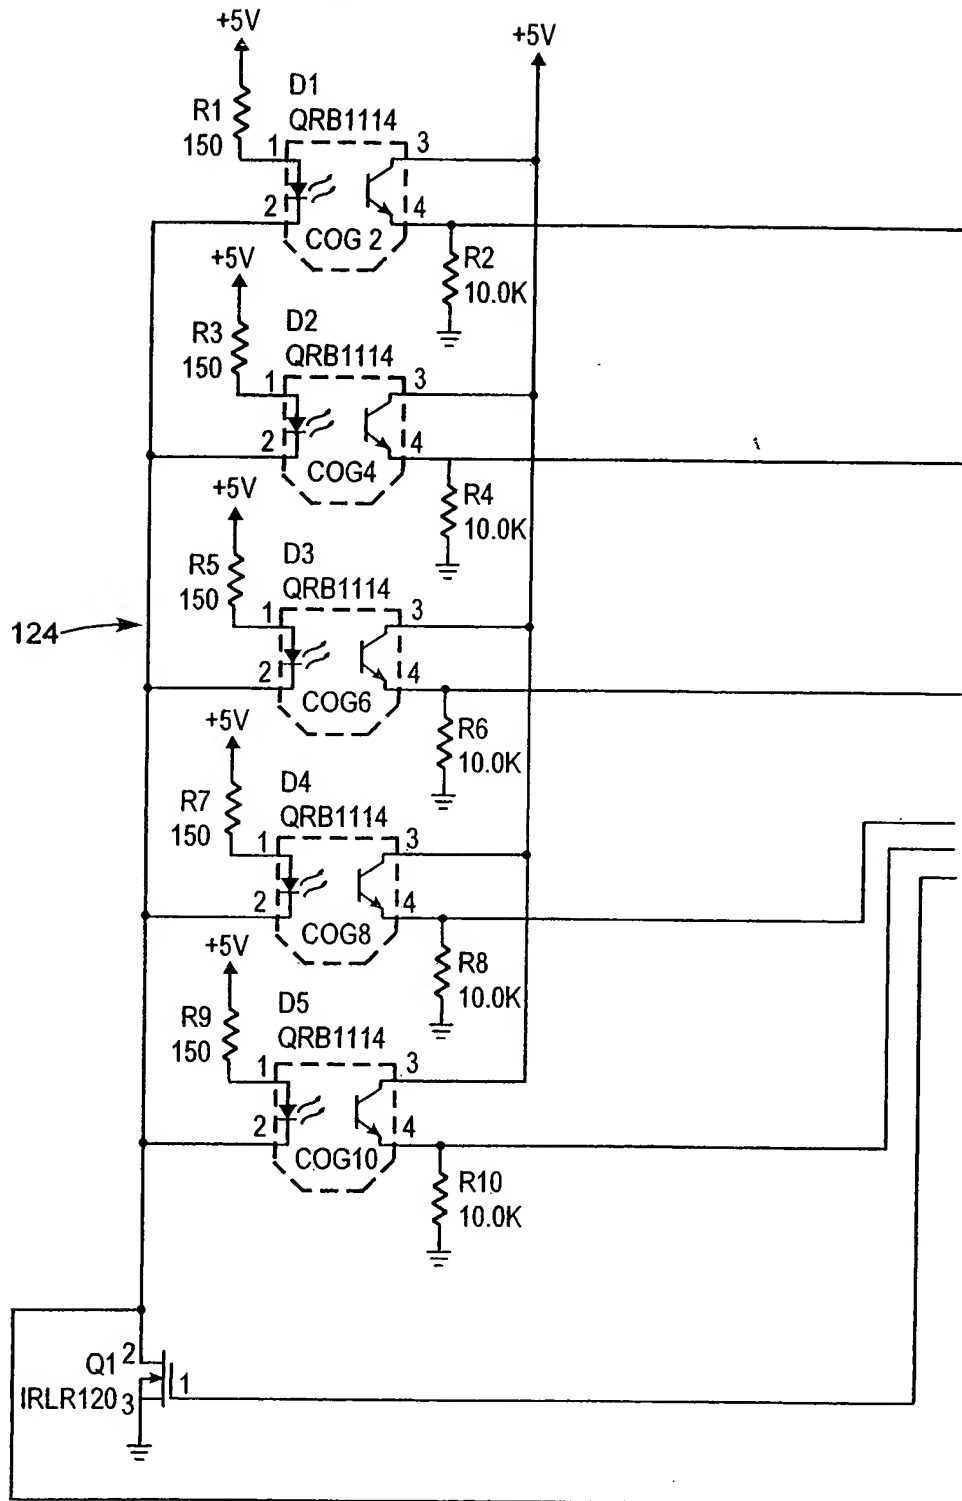 +5V
+5V
D1
QRB1114
R1
150
1
3
2
4
COG 2
R2
10.0K
+5V
D2
QRB1114
R3
150
1
3
2
4
COG4
R4
10.0K
+5V
D3
QRB1114
R5
150
1
3
124
2
4
COG6
R6
10.0K
+5V
D4
QRB1114
R7
150
1
3
2
4
COG8
R8
10.0K
+5V
D5
QRB1114
R9
150
1
3
2
4
COG10
R10
10.0K
Q1
2
1
IRLR120
3